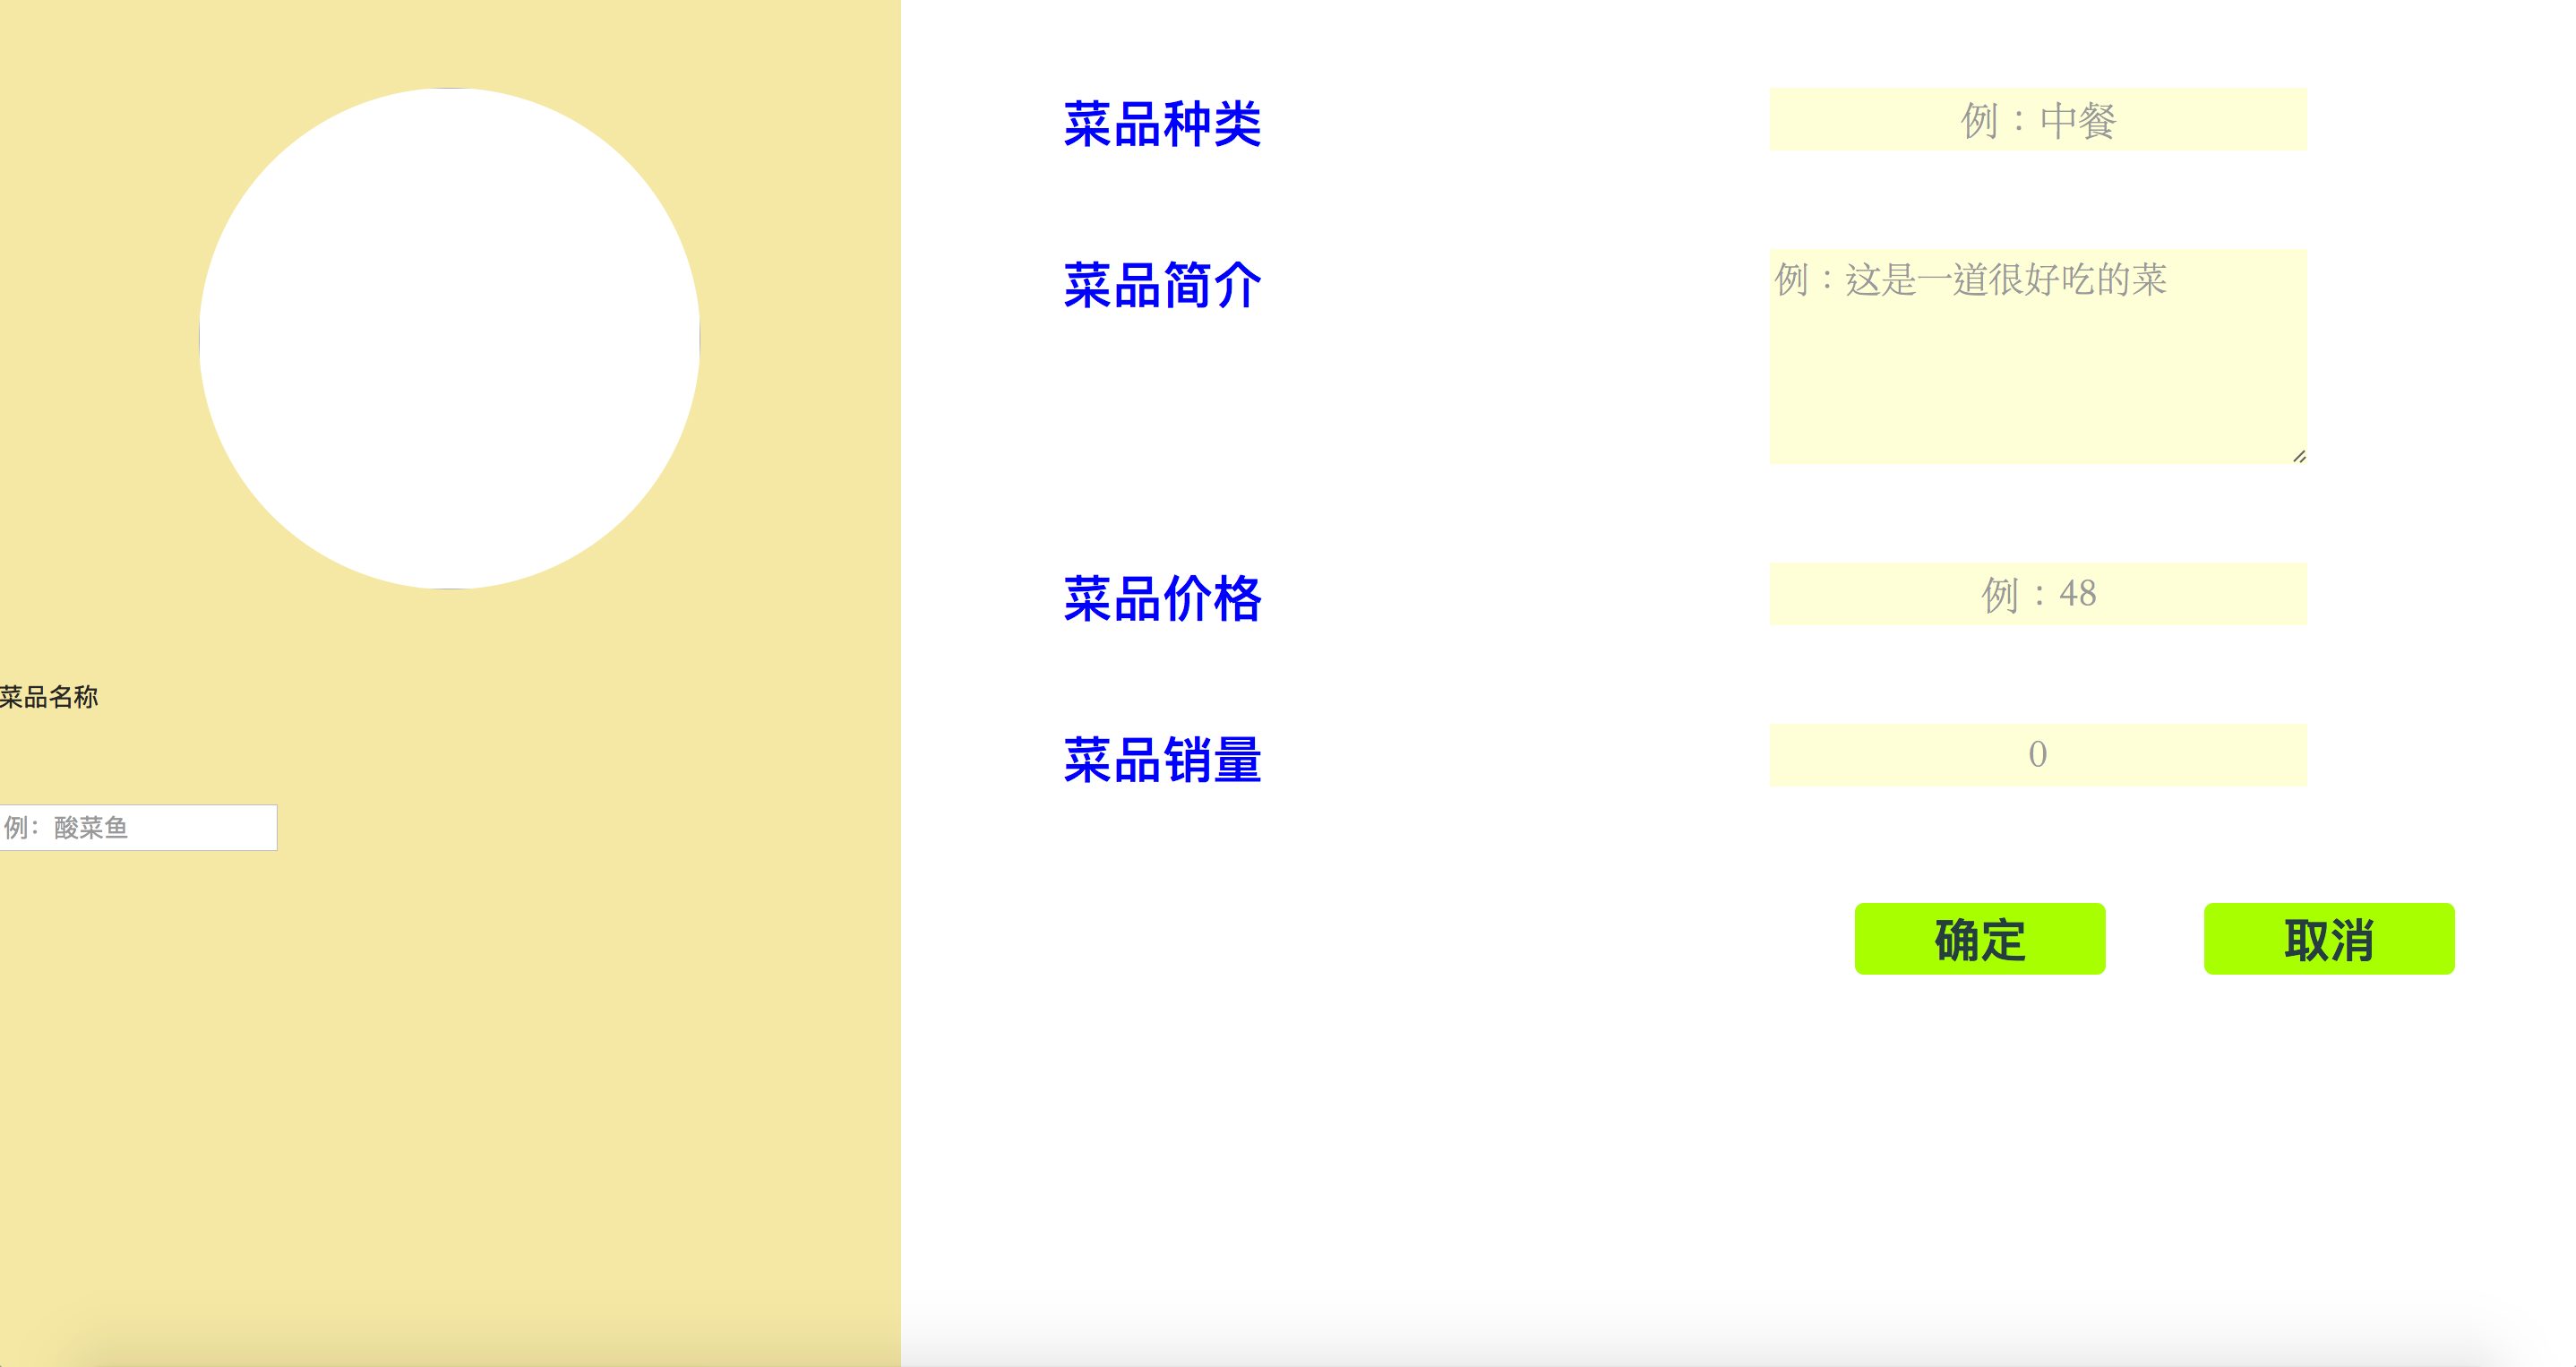 菜品名称
例：酸菜鱼
菜品种类
例：中餐
菜品简介
例：这是一道很好吃的菜
菜品价格
例：48
菜品销量
0
确定
取消